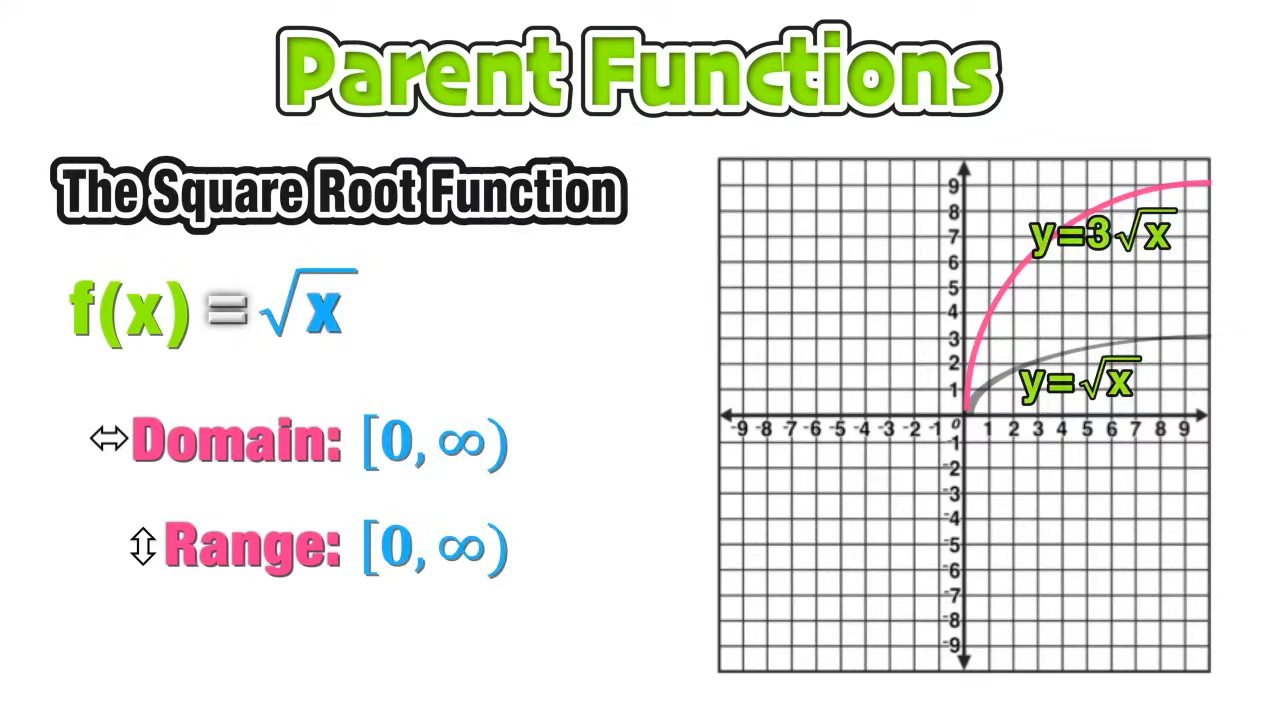 Parent Functions
The Square Root Function
f(x) = √x
⬄Domain: [0, ∞)
⇳Range: [0, ∞)
9
8
y=3√x
7
6
5
4
3
2
y=√x
1
-9 -8 -7 -6 -5 -4 -3 -2 -1 0 1 2 3 4 5 6 7 8 9
-1
-2
-3
-4
-5
-6
-7
-8
-9